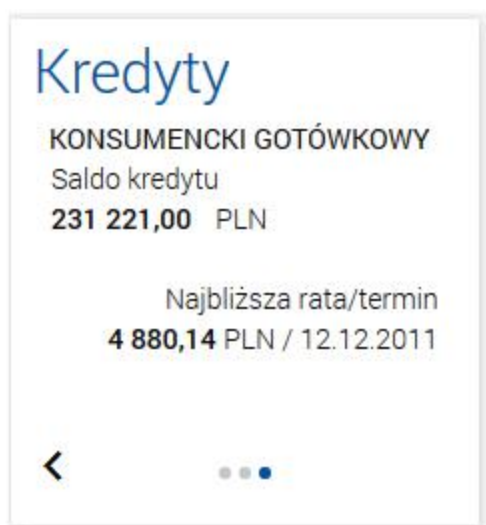 Kredyty
KONSUMENCKI GOTÓWKOWY
Saldo kredytu
231 221,00 PLN
Najbliższa rata/termin
4 880,14 PLN / 12.12.2011